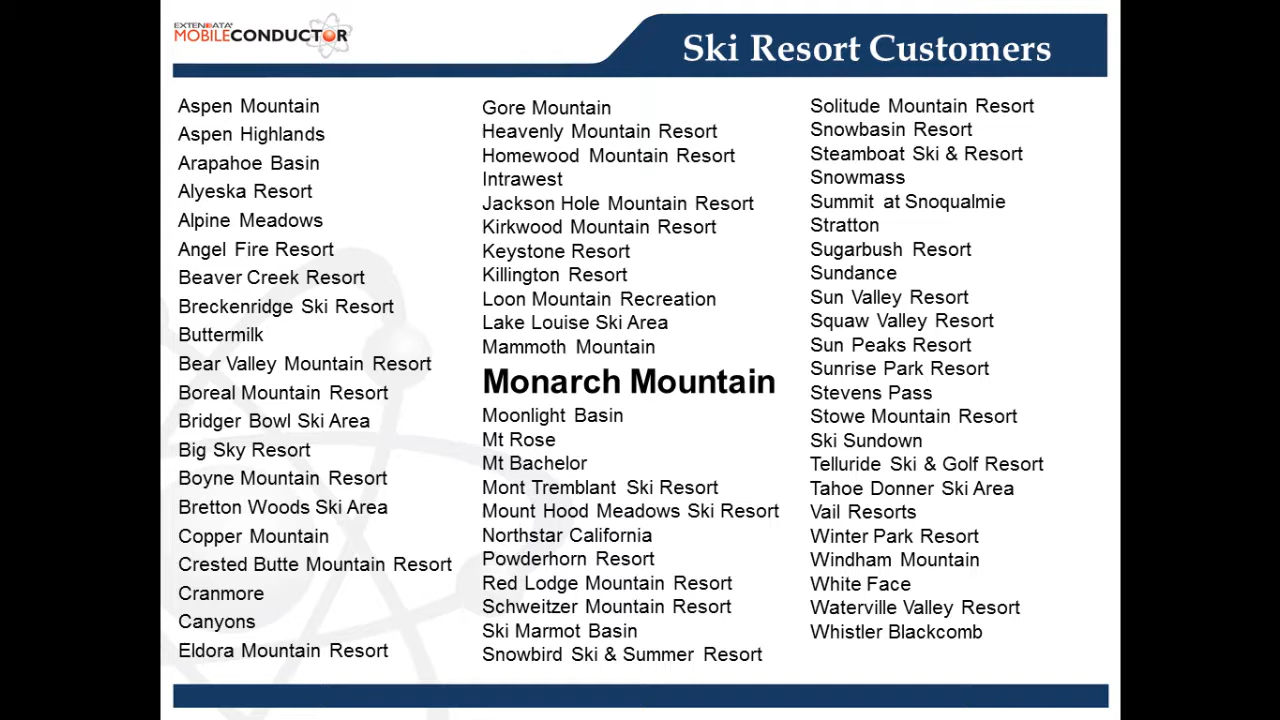 EXTENDATA®
MOBILECONDUCTOR
Ski Resort Customers
Aspen Mountain
Aspen Highlands
Arapahoe Basin
Alyeska Resort
Alpine Meadows
Angel Fire Resort
Beaver Creek Resort
Breckenridge Ski Resort
Buttermilk
Bear Valley Mountain Resort
Boreal Mountain Resort
Bridger Bowl Ski Area
Big Sky Resort
Boyne Mountain Resort
Bretton Woods Ski Area
Copper Mountain
Crested Butte Mountain Resort
Cranmore
Canyons
Eldora Mountain Resort
Gore Mountain
Heavenly Mountain Resort
Homewood Mountain Resort
Intrawest
Jackson Hole Mountain Resort
Kirkwood Mountain Resort
Keystone Resort
Killington Resort
Loon Mountain Recreation
Lake Louise Ski Area
Mammoth Mountain
Monarch Mountain
Moonlight Basin
Mt Rose
Mt Bachelor
Mont Tremblant Ski Resort
Mount Hood Meadows Ski Resort
Northstar California
Powderhorn Resort
Red Lodge Mountain Resort
Schweitzer Mountain Resort
Ski Marmot Basin
Snowbird Ski & Summer Resort
Solitude Mountain Resort
Snowbasin Resort
Steamboat Ski & Resort
Snowmass
Summit at Snoqualmie
Stratton
Sugarbush Resort
Sundance
Sun Valley Resort
Squaw Valley Resort
Sun Peaks Resort
Sunrise Park Resort
Stevens Pass
Stowe Mountain Resort
Ski Sundown
Telluride Ski & Golf Resort
Tahoe Donner Ski Area
Vail Resorts
Winter Park Resort
Windham Mountain
White Face
Waterville Valley Resort
Whistler Blackcomb